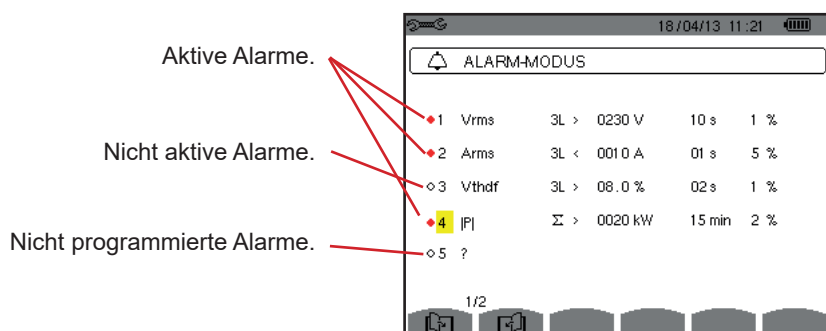 18/04/13 11:21
ALARM-MODUS
Aktive Alarme.
1 Vrms 3L > 0230 V 10 s 1 %
2 Arms 3L < 0010 A 01 s 5 %
Nicht aktive Alarme.
3 Vthdf 3L > 08.0 % 02 s 1 %
4 |P| Σ > 0020 kW 15 min 2 %
Nicht programmierte Alarme.
5 ?
1/2